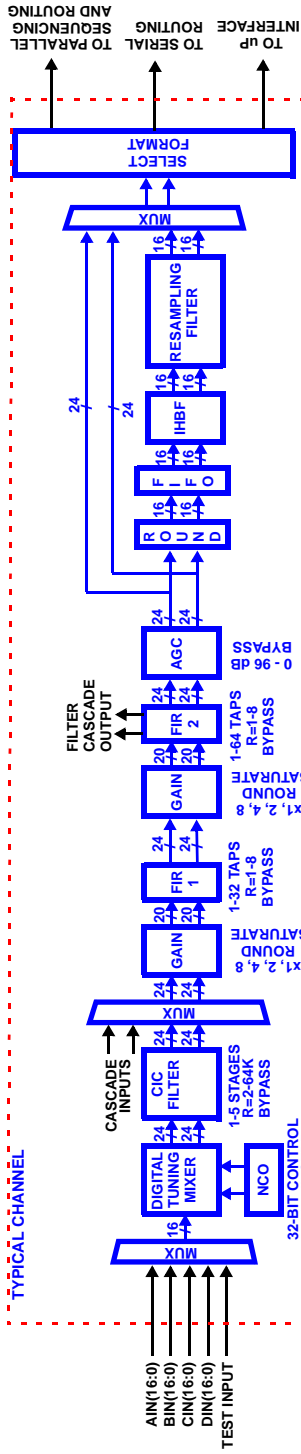 TYPICAL CHANNEL
AIN(16:0)
BIN(16:0)
CIN(16:0)
DIN(16:0)
TEST INPUT
MUX
16
DIGITAL
TUNING
MIXER
NCO
32-BIT CONTROL
24
24
CIC
FILTER
1-5 STAGES
R=2-64K
BYPASS
24
24
CASCADE
INPUTS
MUX
24
24
GAIN
x1, 2, 4, 8
ROUND
SATURATE
20
20
FIR
1
1-32 TAPS
R=1-8
BYPASS
24
24
GAIN
x1, 2, 4, 8
ROUND
SATURATE
20
20
FIR
2
1-64 TAPS
R=1-8
BYPASS
FILTER
CASCADE
OUTPUT
24
24
AGC
0 - 96 dB
BYPASS
24
24
24
24
ROUND
16
16
FIFO
16
16
IHBF
16
16
RESAMPLING
FILTER
16
16
MUX
SELECT
FORMAT
TO PARALLEL
SEQUENCING
AND ROUTING
TO SERIAL
ROUTING
TO uP
INTERFACE